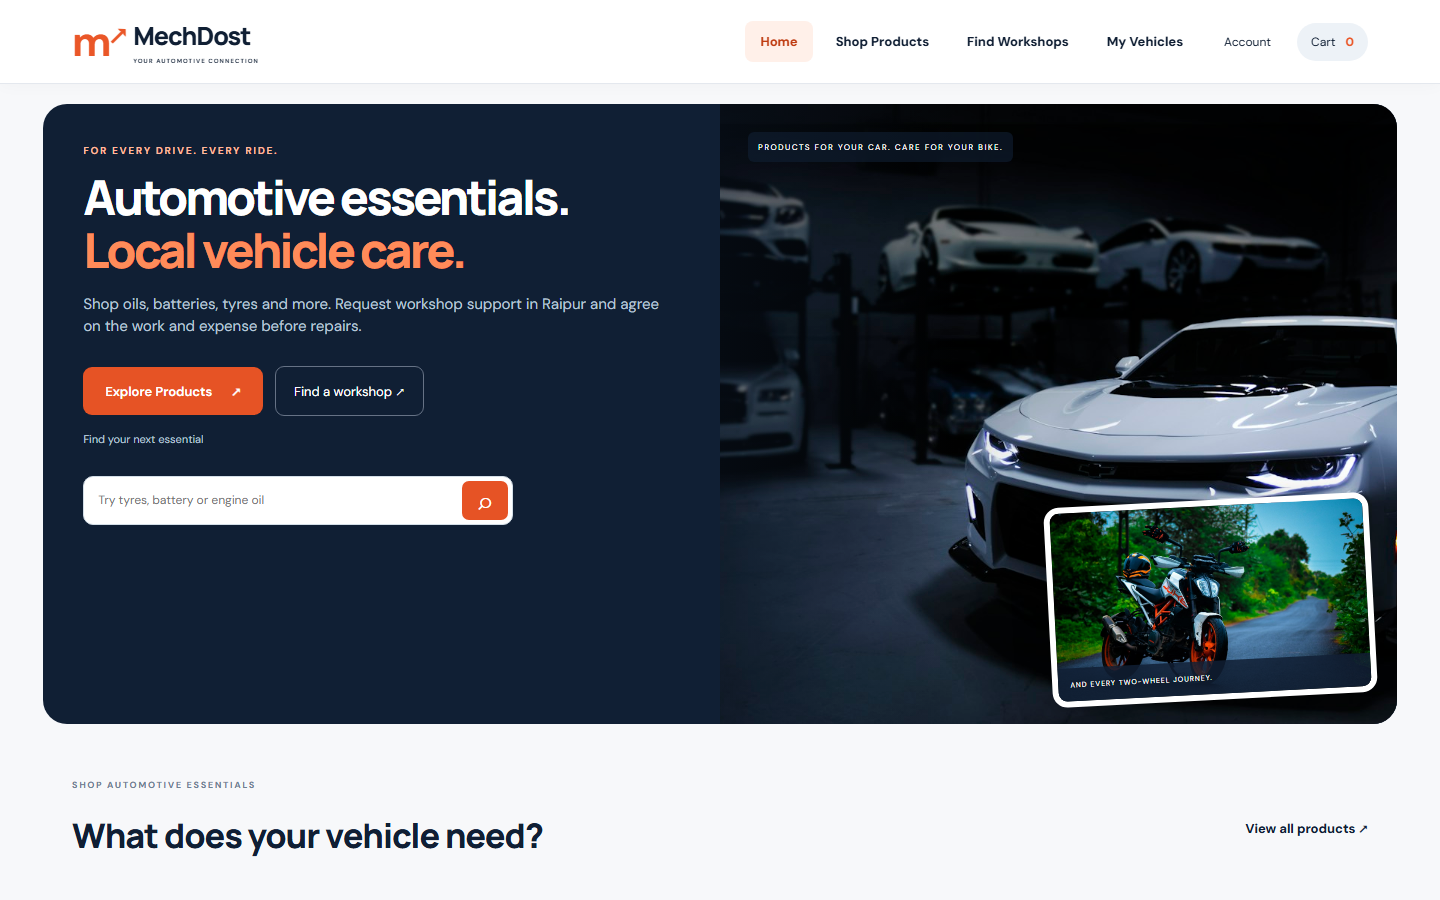 m↗ MechDost
YOUR AUTOMOTIVE CONNECTION
Home
Shop Products
Find Workshops
My Vehicles
Account
Cart 0
FOR EVERY DRIVE. EVERY RIDE.
Automotive essentials.
Local vehicle care.
Shop oils, batteries, tyres and more. Request workshop support in Raipur and agree
on the work and expense before repairs.
Explore Products ↗
Find a workshop ↗
Find your next essential
Try tyres, battery or engine oil
PRODUCTS FOR YOUR CAR. CARE FOR YOUR BIKE.
AND EVERY TWO-WHEEL JOURNEY.
SHOP AUTOMOTIVE ESSENTIALS
What does your vehicle need?
View all products ↗